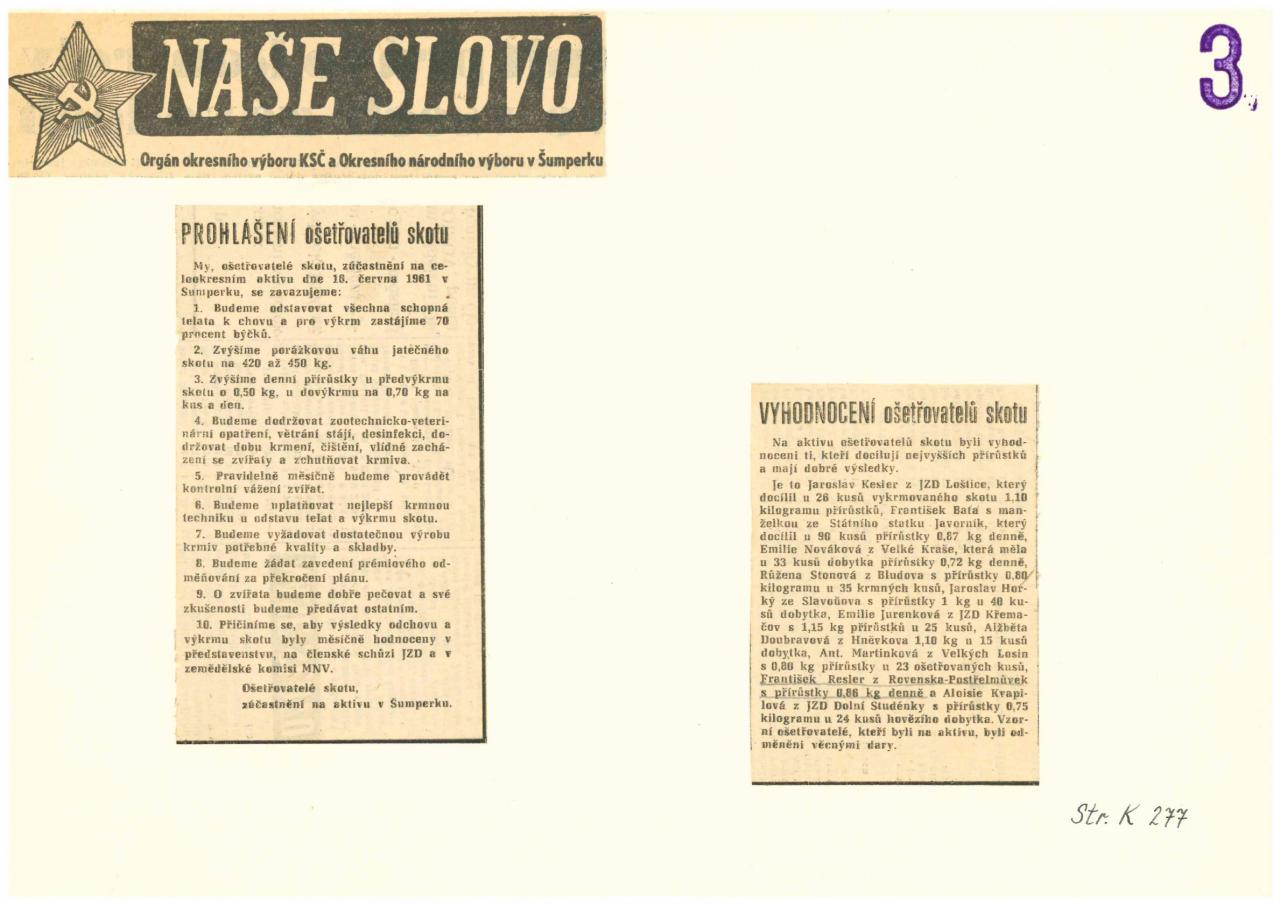 NAŠE SLOVO
3
Orgán okresního výboru KSČ a Okresního národního výboru v Šumperku
PROHLÁŠENÍ ošetřovatelů skotu
My, ošetřovatelé skotu, zúčastnění na ce-
lookresním aktivu dne 16. června 1961 v
Šumperku, se zavazujeme:
1. Budeme odstavovat všechna schopná
telata k chovu a pro výkrm zastájíme 70
procent býčků.
2. Zvýšíme porážkovou váhu jatečného
skotu na 420 až 450 kg.
3. Zvýšíme denní přírůstky u předvýkrmu
skotu o 0,50 kg, u dovýkrmu na 0,70 kg na
kus a den.
4. Budeme dodržovat zootechnicko-veteri-
nární opatření, větrání stájí, desinfekci, do-
držovat dobu krmení, čištění, vlídné zachá-
zení se zvířaty a zchutňovat krmiva.
5. Pravidelně měsíčně budeme provádět
kontrolní vážení zvířat.
6. Budeme uplatňovat nejlepší krmnou
techniku u odstavu telat a výkrmu skotu.
7. Budeme vyžadovat dostatečnou výrobu
krmiv potřebné kvality a skladby.
8. Budeme žádat zavedení prémiového od-
měňování za překročení plánu.
9. O zvířata budeme dobře pečovat a své
zkušenosti budeme předávat ostatním.
10. Přičiníme se, aby výsledky odchovu a
výkrmu skotu byly měsíčně hodnoceny v
představenstvu, na členské schůzi JZD a v
zemědělské komisi MNV.
Ošetřovatelé skotu,
zúčastnění na aktivu v Šumperku.
VYHODNOCENÍ ošetřovatelů skotu
Na aktivu ošetřovatelů skotu byli vyhod-
noceni ti, kteří docilují nejvyšších přírůstků
a mají dobré výsledky.
Je to Jaroslav Kesler z JZD Loštice, který
docílil u 26 kusů vykrmovaného skotu 1,10
kilogramu přírůstků, František Baťa s man-
želkou ze Státního statku Javorník, který
docílil u 96 kusů přírůstky 0,87 kg denně,
Emilie Nováková z Velké Kraše, která měla
u 33 kusů dobytka přírůstky 0,72 kg denně,
Růžena Stonová z Bludova s přírůstky 0,80
kilogramu u 35 krmných kusů, Jaroslav Hor-
ký ze Slavoňova s přírůstky 1 kg u 40 ku-
sů dobytka, Emilie Jurenková z JZD Křema-
čov s 1,15 kg přírůstků u 25 kusů, Alžběta
Doubravová z Hněvkova 1,10 kg u 15 kusů
dobytka, Ant. Martinková z Velkých Losin
s 0,86 kg přírůstky u 23 ošetřovaných kusů,
František Resler z Rovenska-Postřelmůvek
s přírůstky 0,86 kg denně a Aloisie Kvapi-
lová z JZD Dolní Studénky s přírůstky 0,75
kilogramu u 24 kusů hovězího dobytka. Vzor-
ní ošetřovatelé, kteří byli na aktivu, byli od-
měněni věcnými dary.
Str. K 277